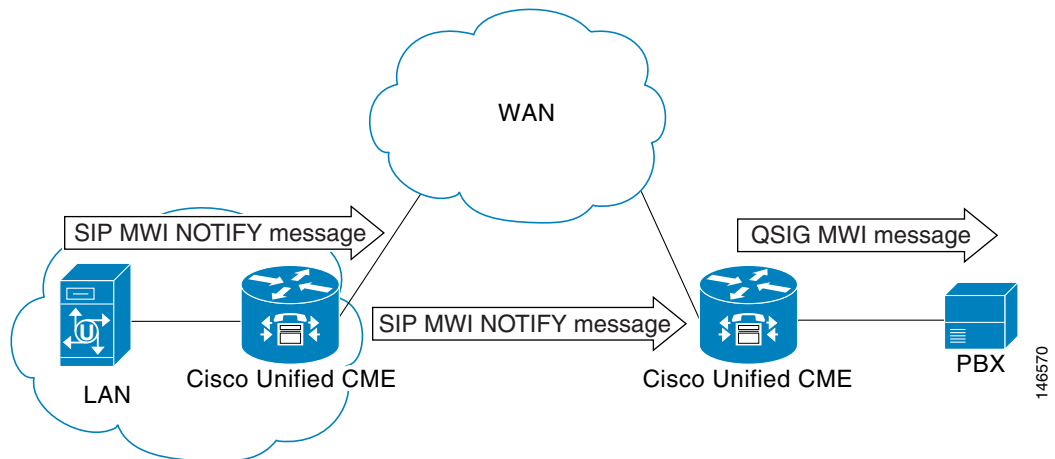 WAN
SIP MWI NOTIFY message
QSIG MWI message
U
SIP MWI NOTIFY message
LAN
Cisco Unified CME
Cisco Unified CME
PBX
146570